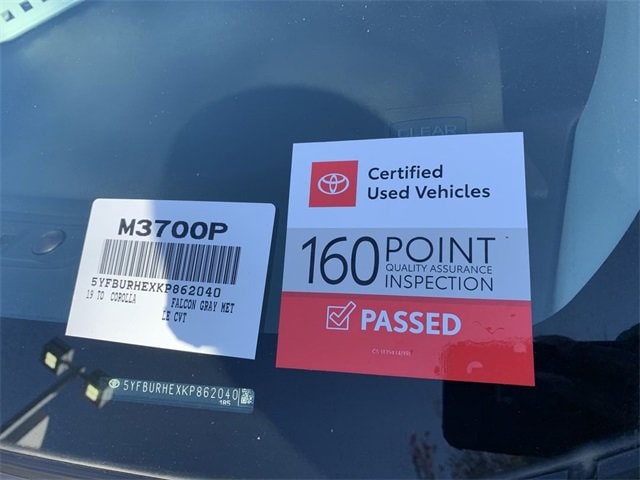 CLEAR
Certified
Used Vehicles
160 POINT
QUALITY ASSURANCE
INSPECTION
PASSED
M3700P
5YFBURHEXKP862040
19 TO COROLLA
FALCON GRAY MET
LE CVT
5YFBURHEXKP862040
185